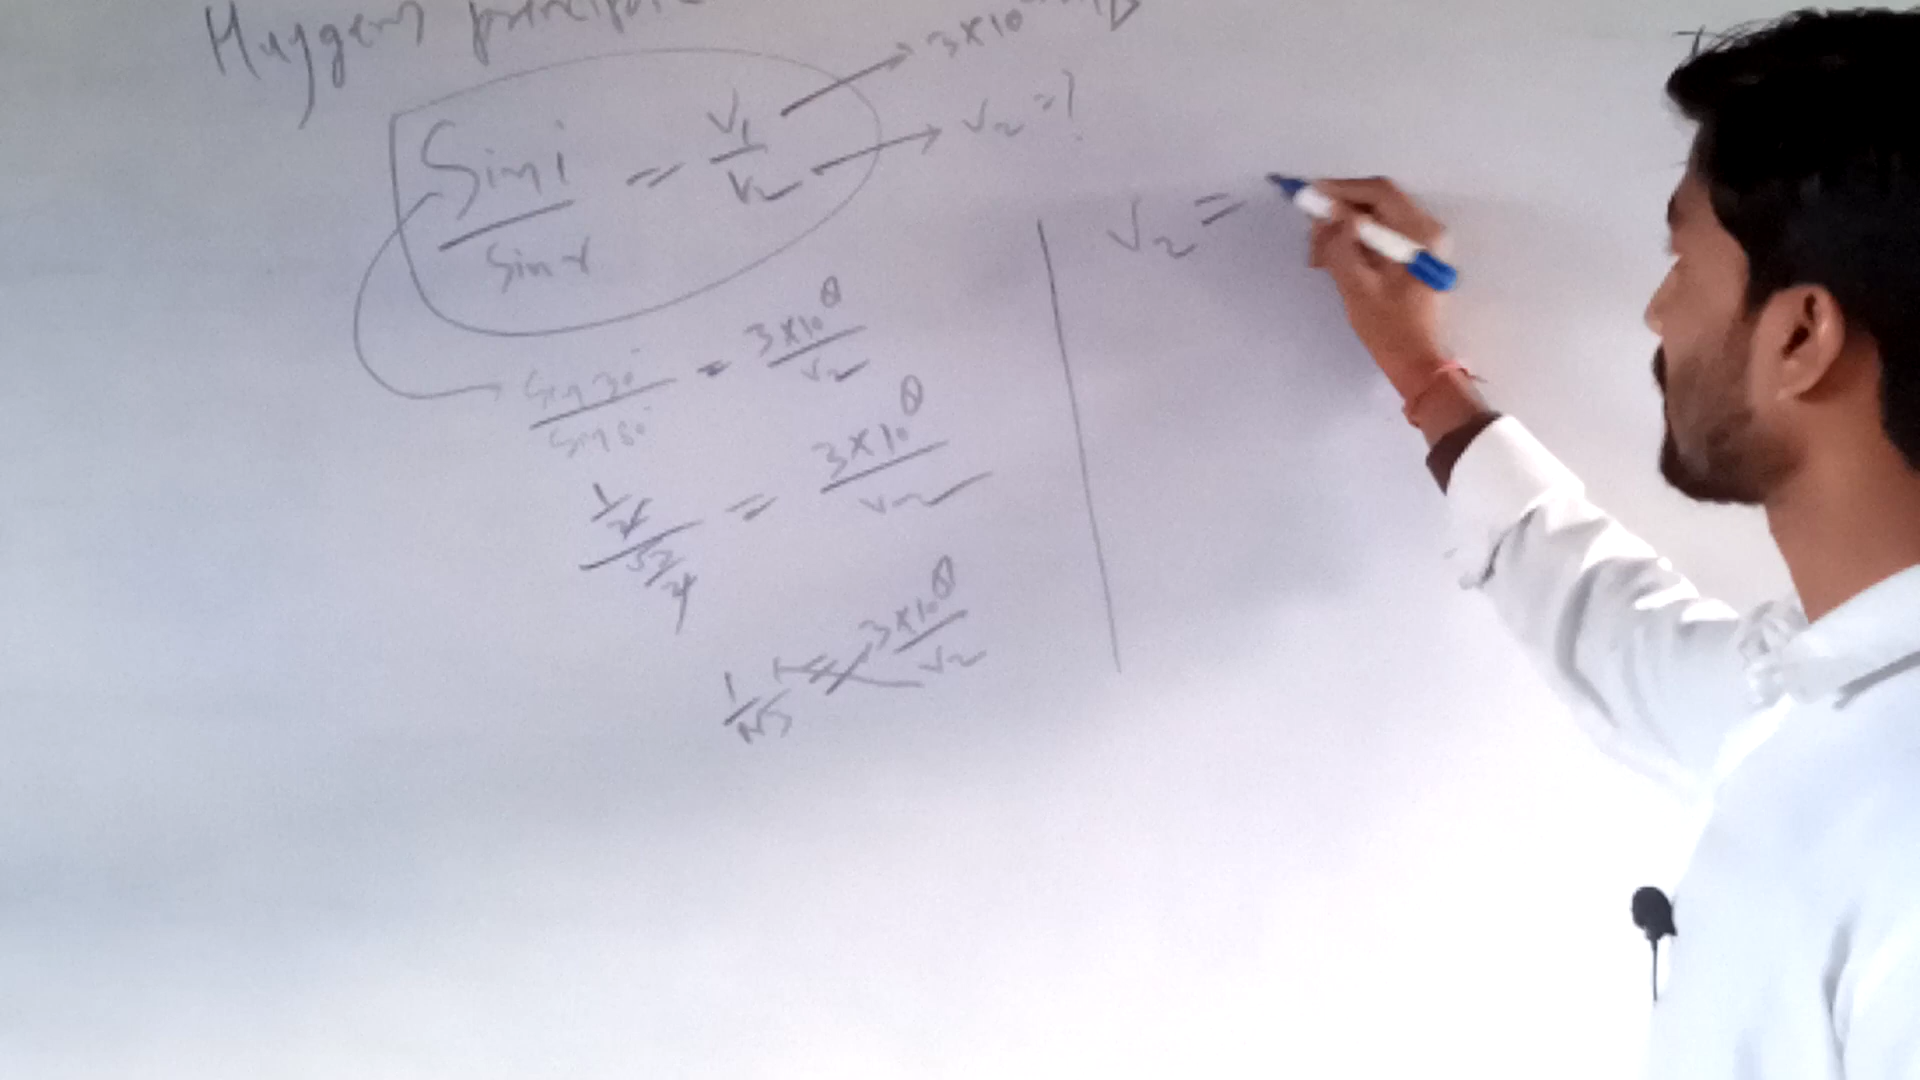 Huygens principle
Sin i / Sin r = V₁ / V₂ → 3×10
→ V₂ = ?
Sin 30° / Sin 60° = 3×10⁸ / V₂
1/2 / √3/2 = 3×10⁸ / V₂
1/√3 = 3×10⁸ / V₂
V₂ =